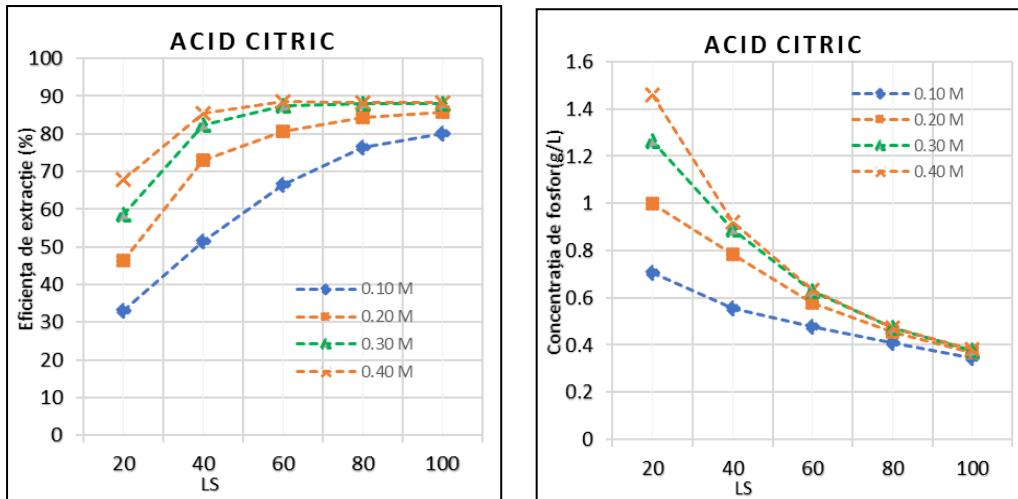 ACID CITRIC
Eficiența de extracție (%)
100
90
80
70
60
50
40
30
20
10
0
0.10 M
0.20 M
0.30 M
0.40 M
20 40 60 80 100
LS
ACID CITRIC
Concentrația de fosfor(g/L)
1.6
1.4
1.2
1
0.8
0.6
0.4
0.2
0
0.10 M
0.20 M
0.30 M
0.40 M
20 40 60 80 100
LS